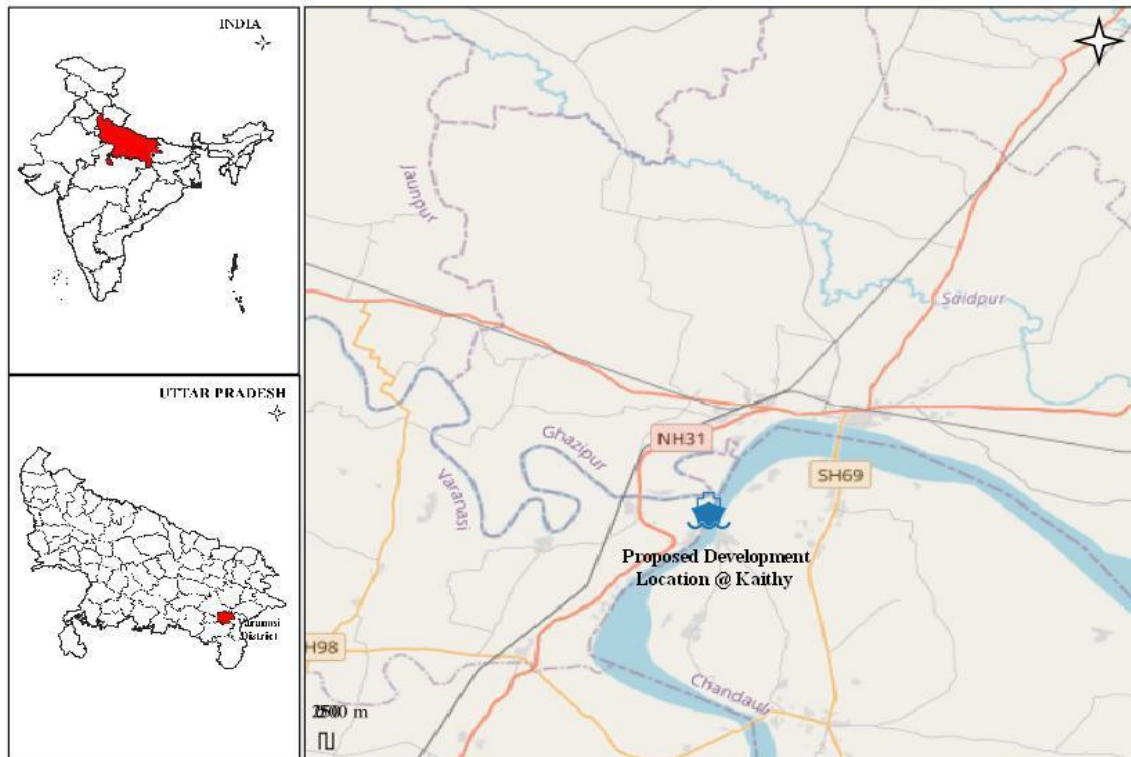 INDIA
UTTAR PRADESH
Varanasi
District
Jaunpur
Saidpur
Ghazipur
NH31
Varanasi
SH69
Proposed Development
Location @ Kaithy
H98
Chandauli
m